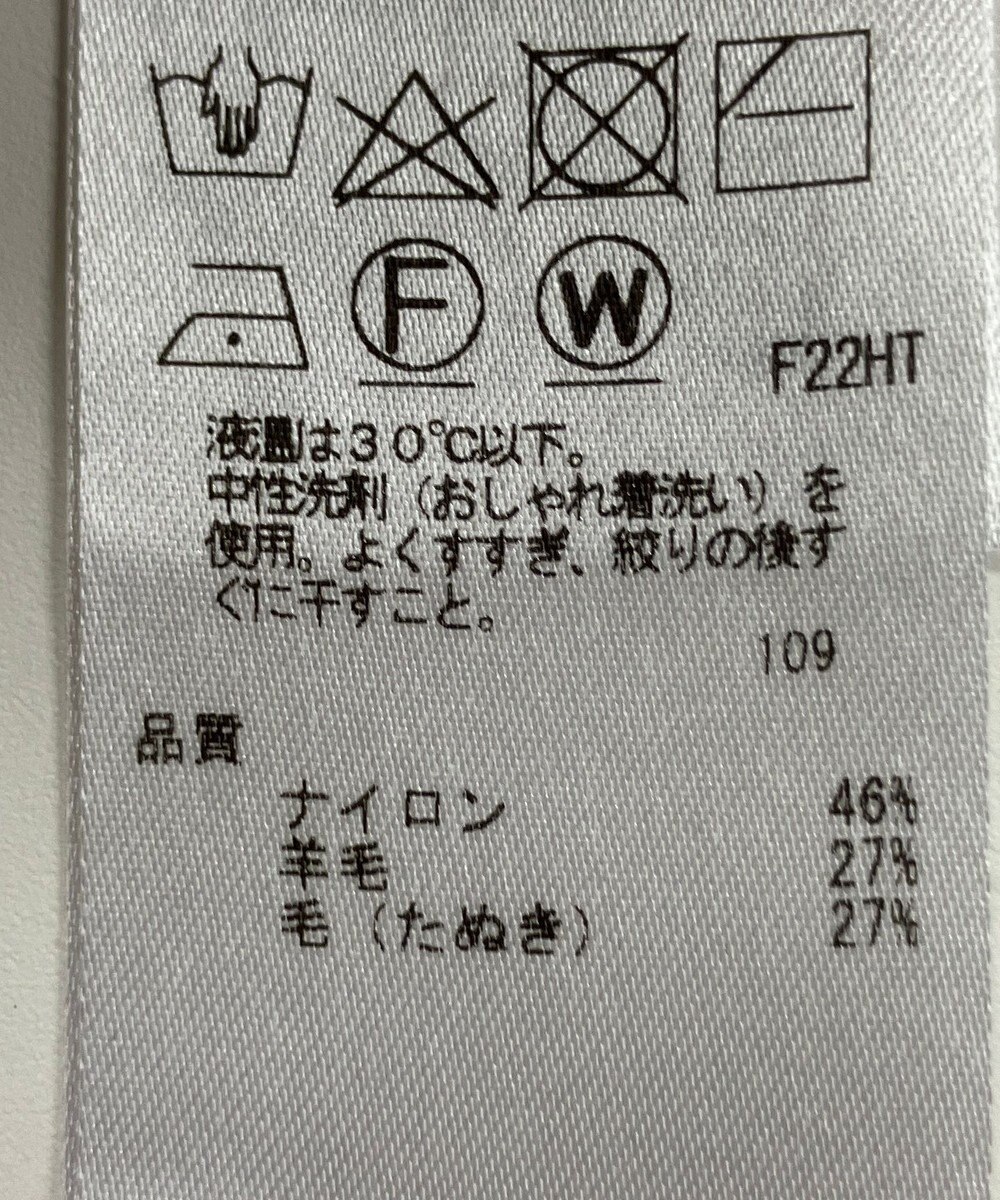 F
W
F22HT
液温は30℃以下。
中性洗剤（おしゃれ着洗い）を
使用。よくすすぎ、絞りの後す
ぐに干すこと。
109
品質
ナイロン 46%
羊毛 27%
毛（たぬき） 27%